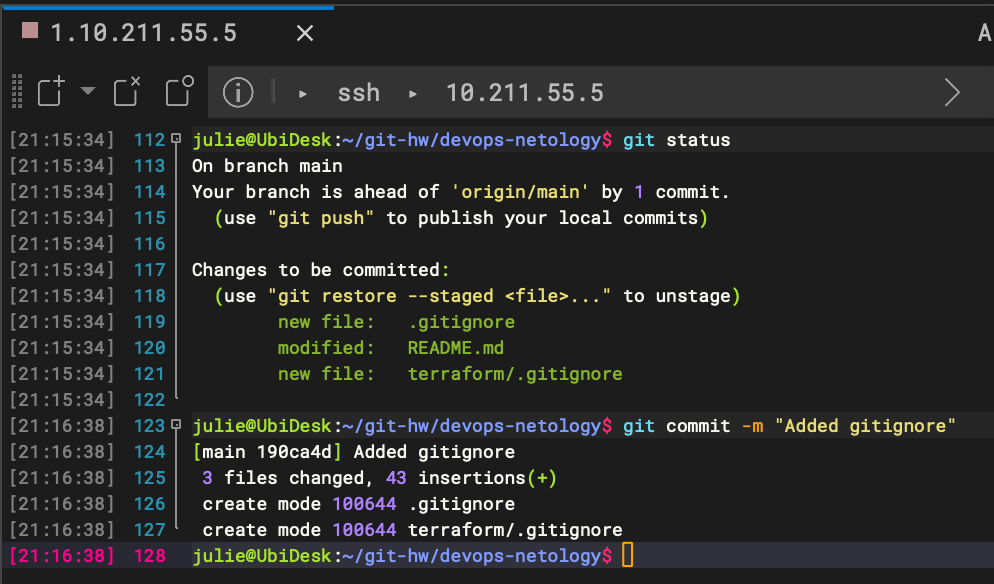 1.10.211.55.5
A
ssh 10.211.55.5
[21:15:34] 112 julie@UbiDesk:~/git-hw/devops-netology$ git status
[21:15:34] 113 On branch main
[21:15:34] 114 Your branch is ahead of 'origin/main' by 1 commit.
[21:15:34] 115 (use "git push" to publish your local commits)
[21:15:34] 116
[21:15:34] 117 Changes to be committed:
[21:15:34] 118 (use "git restore --staged <file>..." to unstage)
[21:15:34] 119 new file: .gitignore
[21:15:34] 120 modified: README.md
[21:15:34] 121 new file: terraform/.gitignore
[21:15:34] 122
[21:16:38] 123 julie@UbiDesk:~/git-hw/devops-netology$ git commit -m "Added gitignore"
[21:16:38] 124 [main 190ca4d] Added gitignore
[21:16:38] 125 3 files changed, 43 insertions(+)
[21:16:38] 126 create mode 100644 .gitignore
[21:16:38] 127 create mode 100644 terraform/.gitignore
[21:16:38] 128 julie@UbiDesk:~/git-hw/devops-netology$